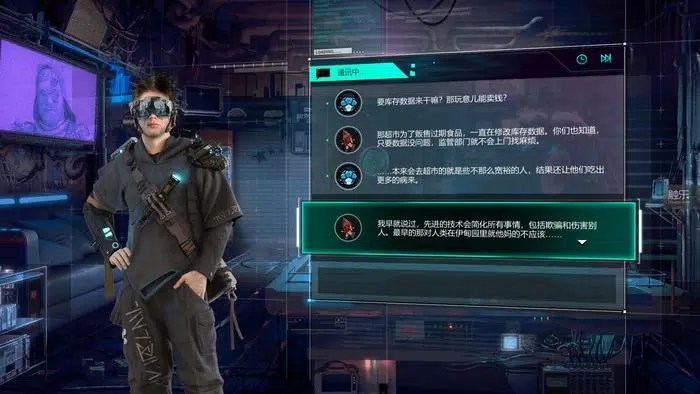 LOADING...
通讯中..
要库存数据来干嘛？那玩意儿能卖钱？
那超市为了贩售过期食品，一直在修改库存数据。你们也知道，
只要数据没问题，监管部门就不会上门找麻烦。
……本来会去超市的就是些不那么宽裕的人，结果还让他们吃出
更多的病来。
我早就说过，先进的技术会简化所有事情，包括欺骗和伤害别
人。最早的那对人类在伊甸园里就他妈的不应该……
触乐